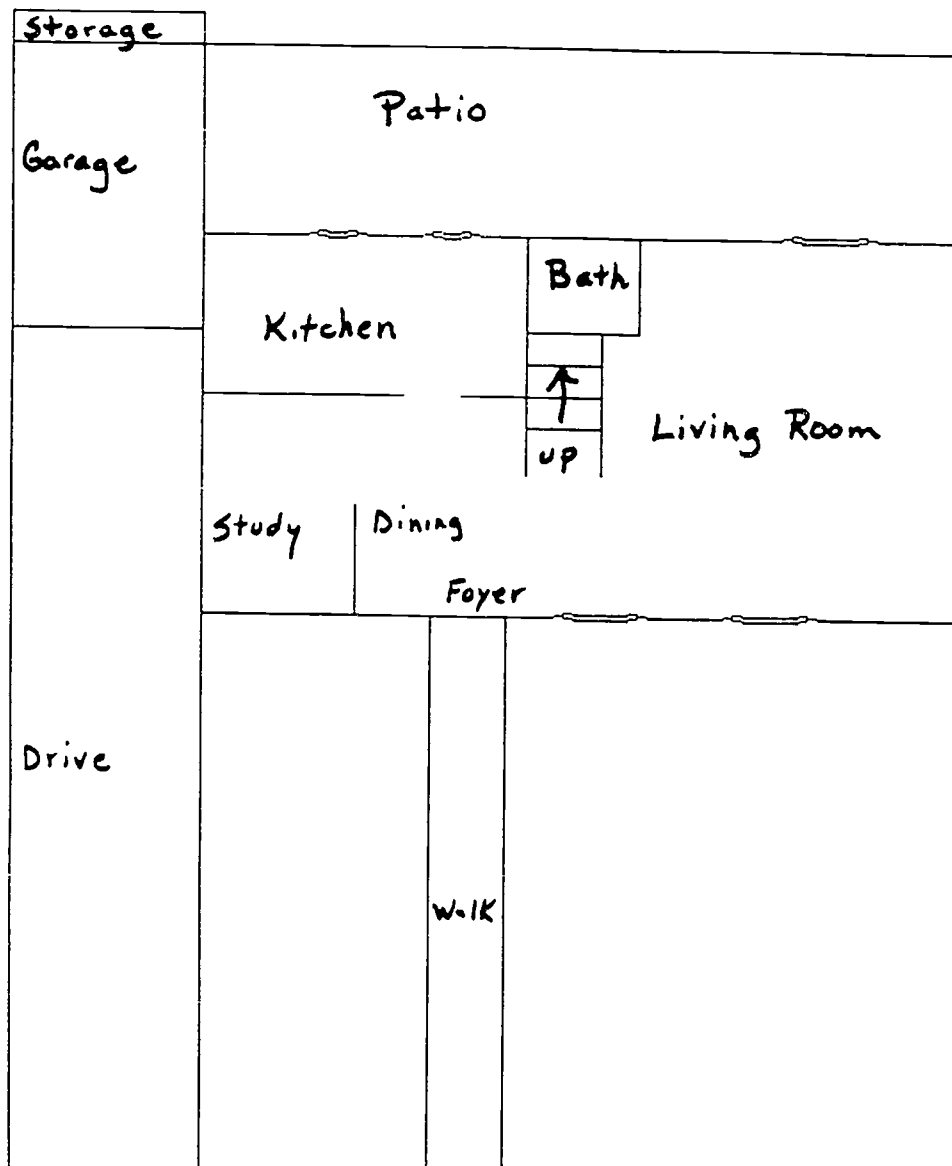 Storage
Patio
Garage
Bath
Kitchen
Living Room
up
Study
Dining
Foyer
Drive
Walk